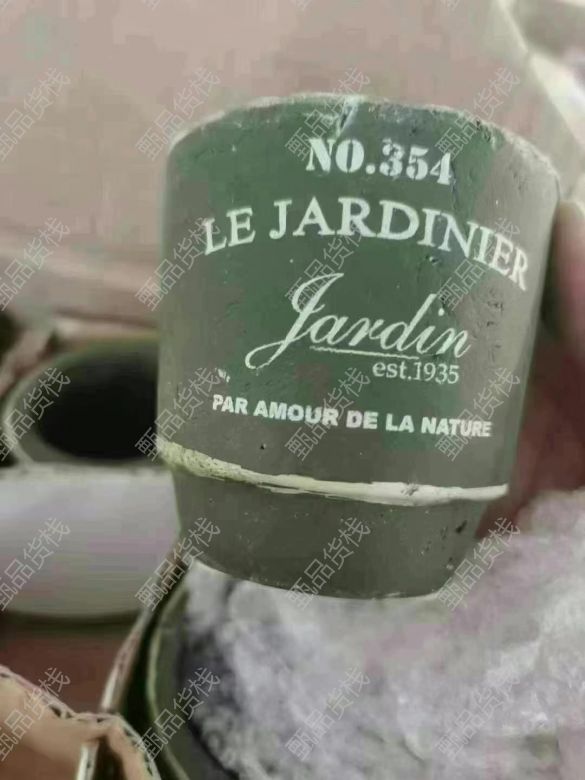 NO.354
LE JARDINIER
Jardin
est.1935
PAR AMOUR DE LA NATURE
甄品货栈